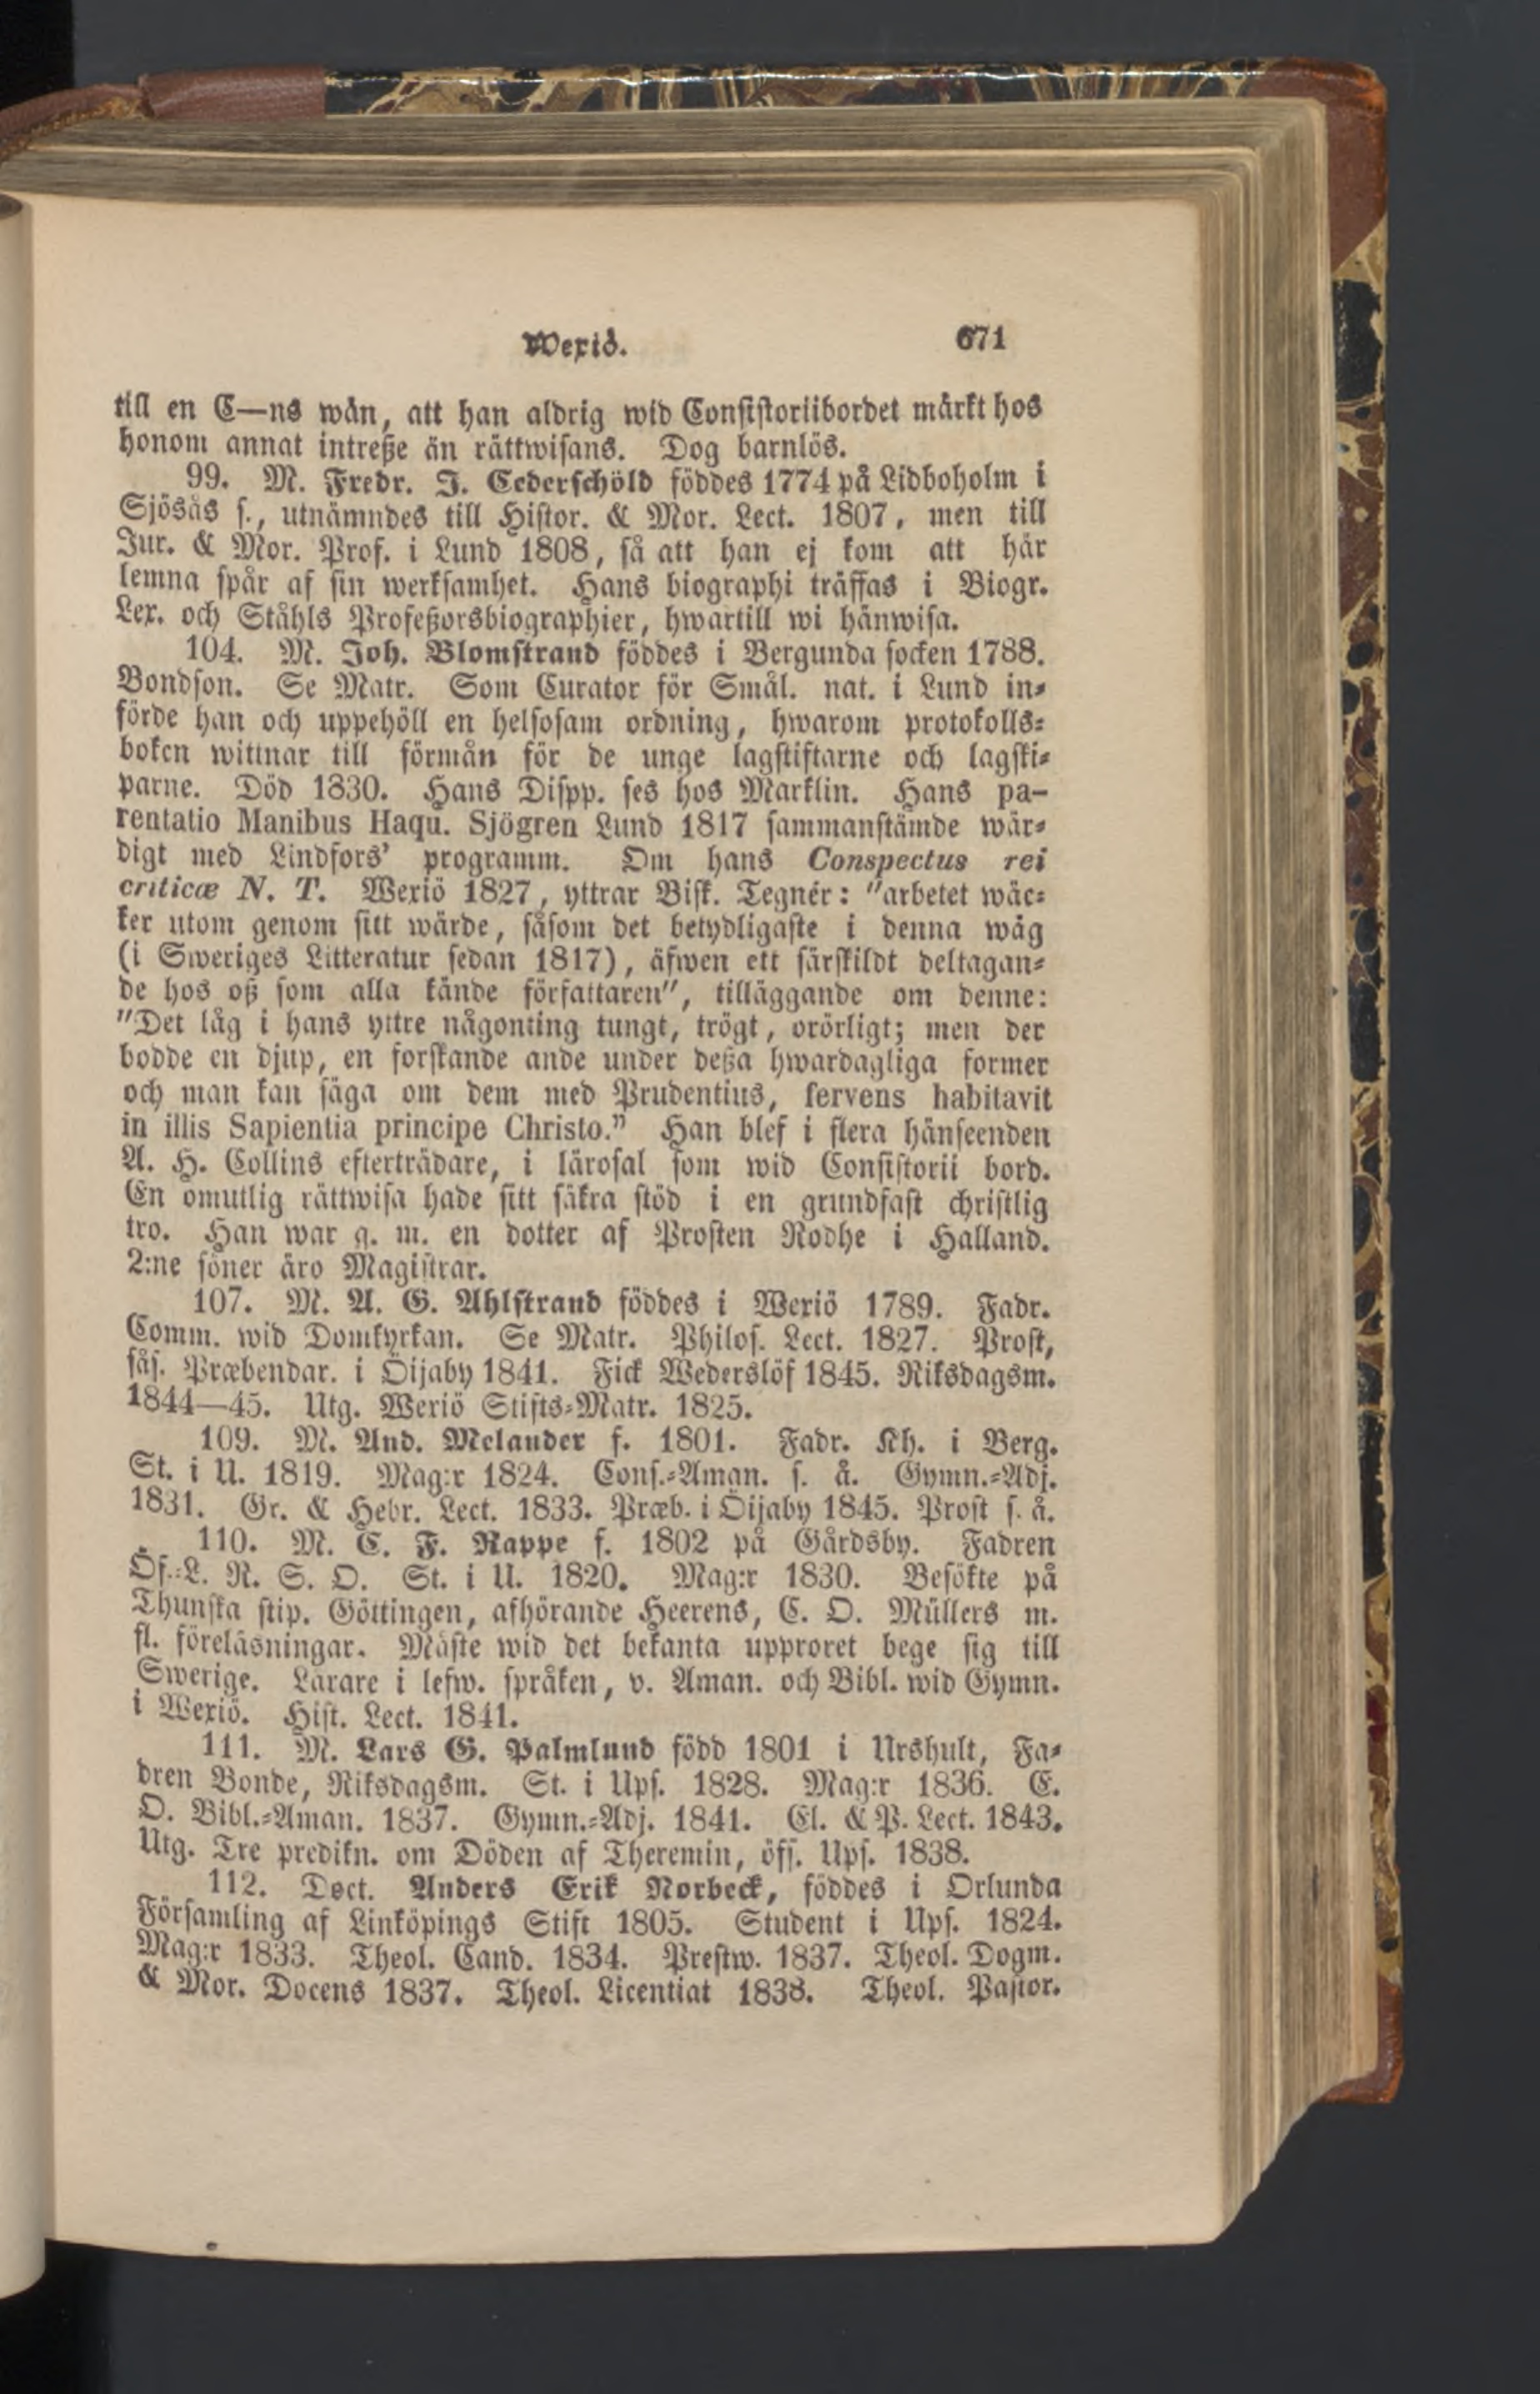 Wexiö. 671
till en C—ns wän, att han aldrig wid Consistoriibordet märkt hos
honom annat intreße än rättwisans. Dog barnlös.
99. M. Fredr. J. Cederschöld föddes 1774 på Lidboholm i
Sjösås s., utnämndes till Histor. & Mor. Lect. 1807, men till
Jur. & Mor. Prof. i Lund 1808, så att han ej kom att här
lemna spår af sin werksamhet. Hans biographi träffas i Biogr.
Lex. och Ståhls Profeßorsbiographier, hwartill wi hänwisa.
104. M. Joh. Blomstrand föddes i Bergunda socken 1788.
Bondson. Se Matr. Som Curator för Smål. nat. i Lund in-
förde han och uppehöll en helsosam ordning, hwarom protokolls-
boken wittnar till förmån för de unge lagstiftarne och lagski-
parne. Död 1830. Hans Dispp. ses hos Marklin. Hans pa-
rentatio Manibus Haqu. Sjögren Lund 1817 sammanstämde wär-
digt med Lindfors' programm. Om hans Conspectus rei
criticæ N. T. Wexiö 1827, yttrar Bisk. Tegnér: "arbetet wäc-
ker utom genom sitt wärde, såsom det betydligaste i denna wäg
(i Sweriges Litteratur sedan 1817), äfwen ett särskildt deltagan-
de hos oß som alla kände författaren", tilläggande om denne:
"Det låg i hans yttre någonting tungt, trögt, orörligt; men der
bodde en djup, en forskande ande under deßa hwardagliga former
och man kan säga om dem med Prudentius, fervens habitavit
in illis Sapientia principe Christo." Han blef i flera hänseenden
A. H. Collins efterträdare, i lärosal som wid Consistorii bord.
En omutlig rättwisa hade sitt säkra stöd i en grundfast christlig
tro. Han war g. m. en dotter af Prosten Rodhe i Halland.
2:ne söner äro Magistrar.
107. M. A. G. Ahlstrand föddes i Wexiö 1789. Fadr.
Comm. wid Domkyrkan. Se Matr. Philos. Lect. 1827. Prost,
sås. Præbendar. i Öijaby 1841. Fick Wederslöf 1845. Riksdagsm.
1844—45. Utg. Wexiö Stifts-Matr. 1825.
109. M. And. Melander f. 1801. Fadr. Kh. i Berg.
St. i U. 1819. Mag:r 1824. Cons.-Aman. s. å. Gymn.-Adj.
1831. Gr. & Hebr. Lect. 1833. Præb. i Öijaby 1845. Prost s. å.
110. M. C. F. Rappe f. 1802 på Gårdsby. Fadren
Öf.-L. R. S. O. St. i U. 1820. Mag:r 1830. Besökte på
Thunska stip. Göttingen, afhörande Heerens, C. O. Müllers m.
fl. föreläsningar. Måste wid det bekanta upproret bege sig till
Swerige. Lärare i lefw. språken, v. Aman. och Bibl. wid Gymn.
i Wexiö. Hist. Lect. 1841.
111. M. Lars G. Palmlund född 1801 i Urshult, Fa-
dren Bonde, Riksdagsm. St. i Ups. 1828. Mag:r 1836. E.
O. Bibl.-Aman. 1837. Gymn.-Adj. 1841. El. & P. Lect. 1843.
Utg. Tre predikn. om Döden af Theremin, öfs. Ups. 1838.
112. Doct. Anders Erik Norbeck, föddes i Orlunda
Församling af Linköpings Stift 1805. Student i Ups. 1824.
Mag:r 1833. Theol. Cand. 1834. Prestw. 1837. Theol. Dogm.
& Mor. Docens 1837. Theol. Licentiat 1838. Theol. Pastor.